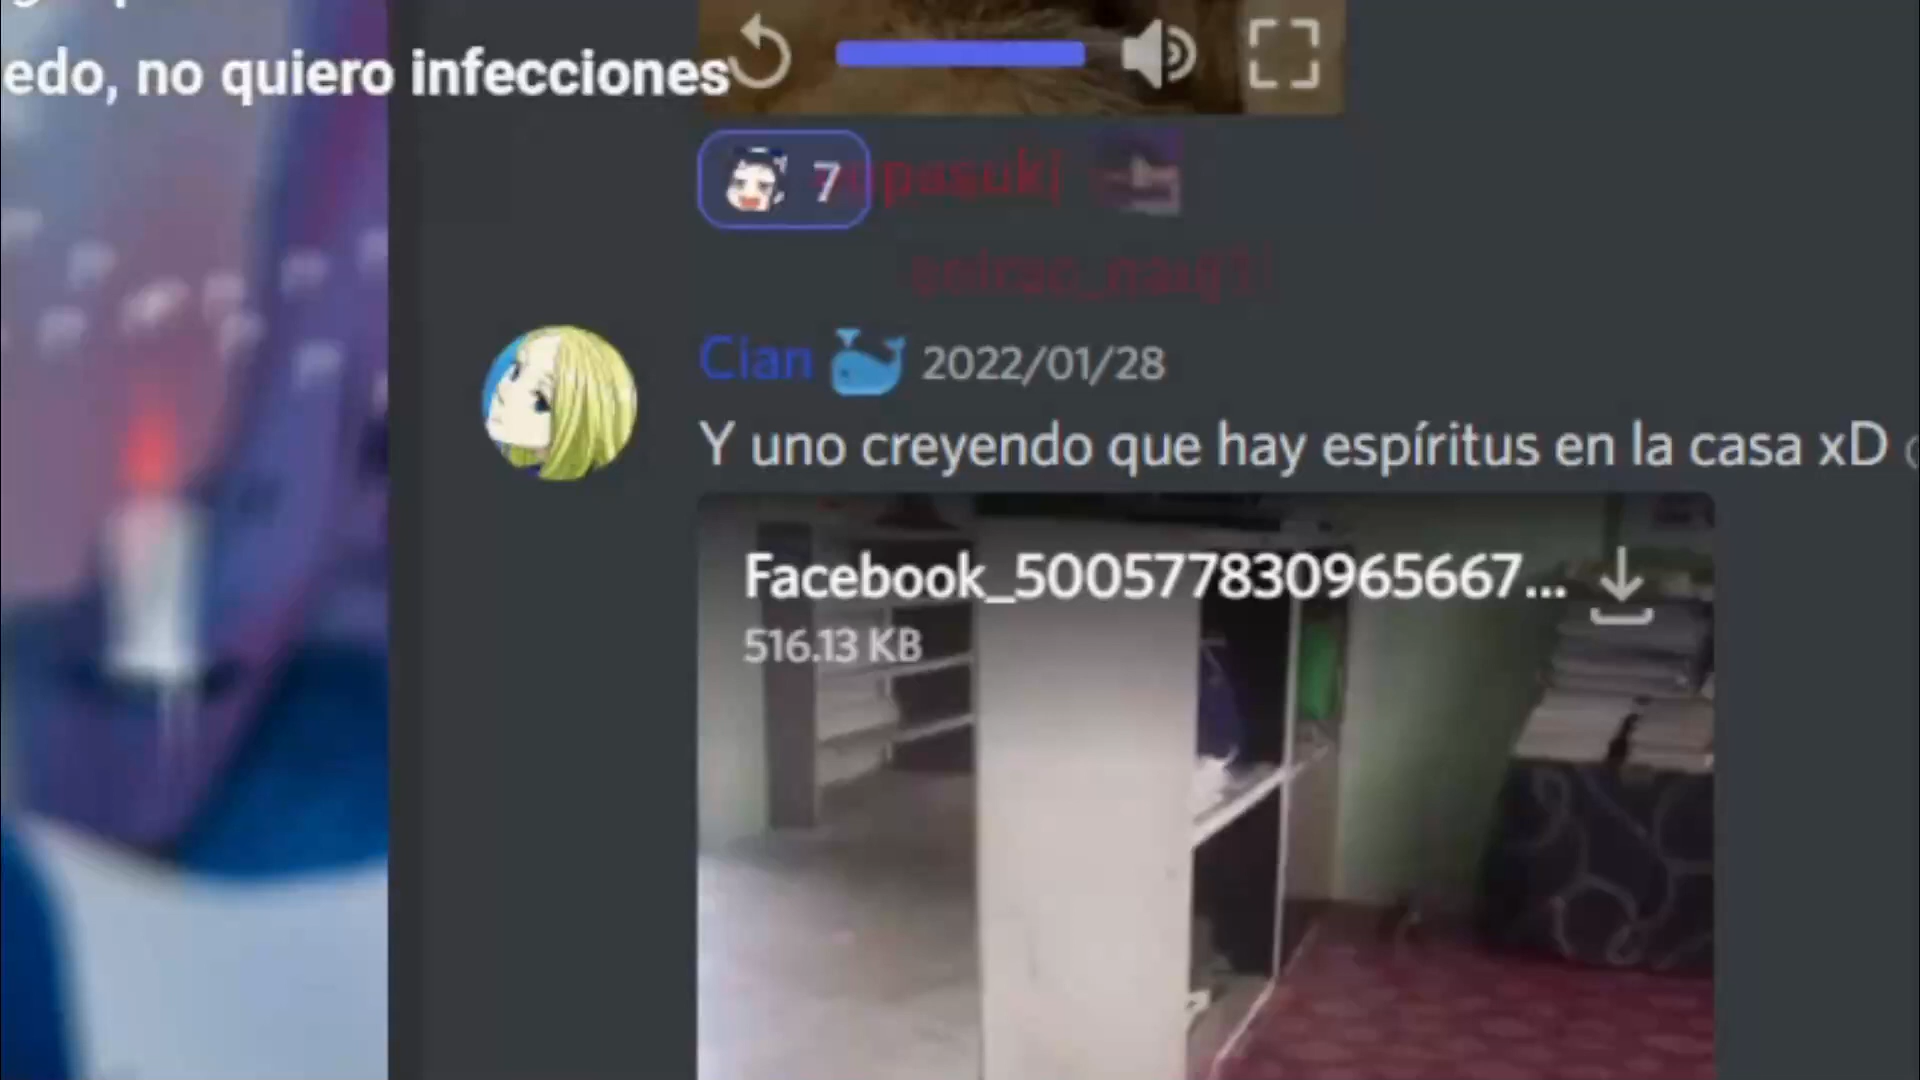 edo, no quiero infecciones
7
Cian 2022/01/28
Y uno creyendo que hay espíritus en la casa xD
Facebook_500577830965667...
516.13 KB